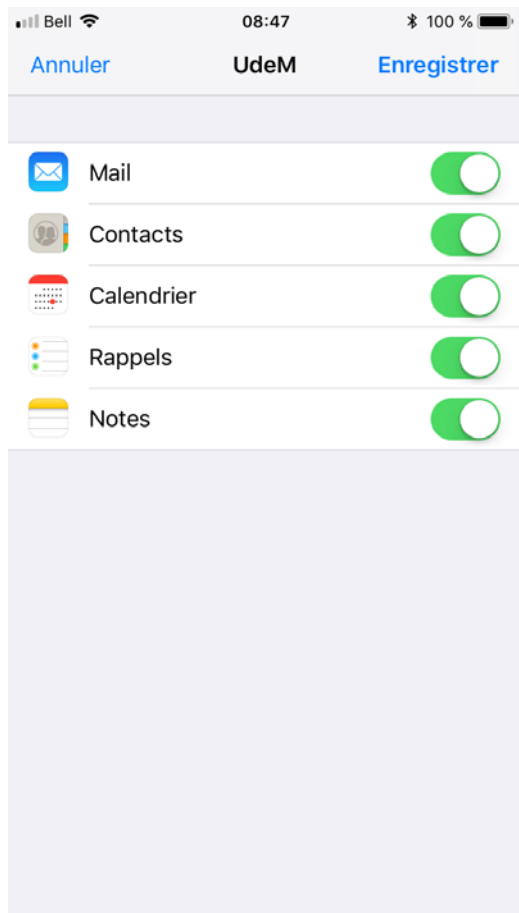 Bell 08:47 100 %
Annuler UdeM Enregistrer
Mail
Contacts
Calendrier
Rappels
Notes